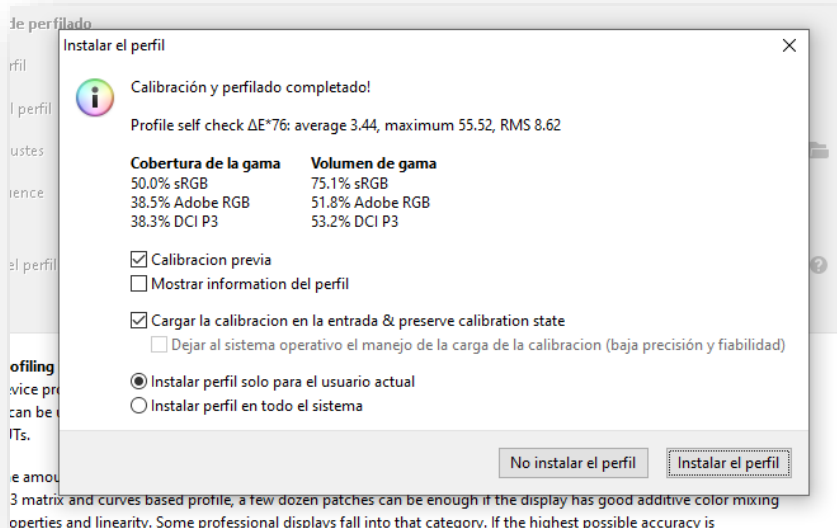 de perfilado
Instalar el perfil
rfil
Calibración y perfilado completado!
l perfil
Profile self check ΔE*76: average 3.44, maximum 55.52, RMS 8.62
ustes
Cobertura de la gama Volumen de gama
50.0% sRGB 75.1% sRGB
ience
38.5% Adobe RGB 51.8% Adobe RGB
38.3% DCI P3 53.2% DCI P3
el perfil
Calibracion previa
Mostrar information del perfil
Cargar la calibracion en la entrada & preserve calibration state
Dejar al sistema operativo el manejo de la carga de la calibracion (baja precisión y fiabilidad)
ofiling
Instalar perfil solo para el usuario actual
evice pro
can be u
Instalar perfil en todo el sistema
UTs.
No instalar el perfil Instalar el perfil
e amou
3 matrix and curves based profile, a few dozen patches can be enough if the display has good additive color mixing
operties and linearity. Some professional displays fall into that category. If the highest possible accuracy is